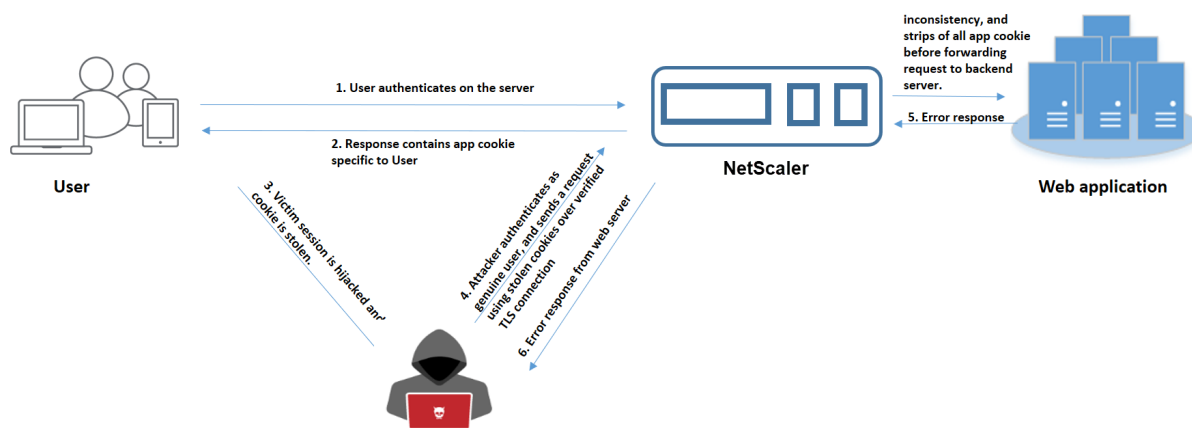 inconsistency, and
strips of all app cookie
before forwarding
request to backend
server.
1. User authenticates on the server
5. Error response
2. Response contains app cookie
specific to User
User
NetScaler
Web application
3. Victim session is hijacked and
cookie is stolen.
4. Attacker authenticates as
genuine user, and sends a request
using stolen cookies over verified
TLS connection
6. Error response from web server